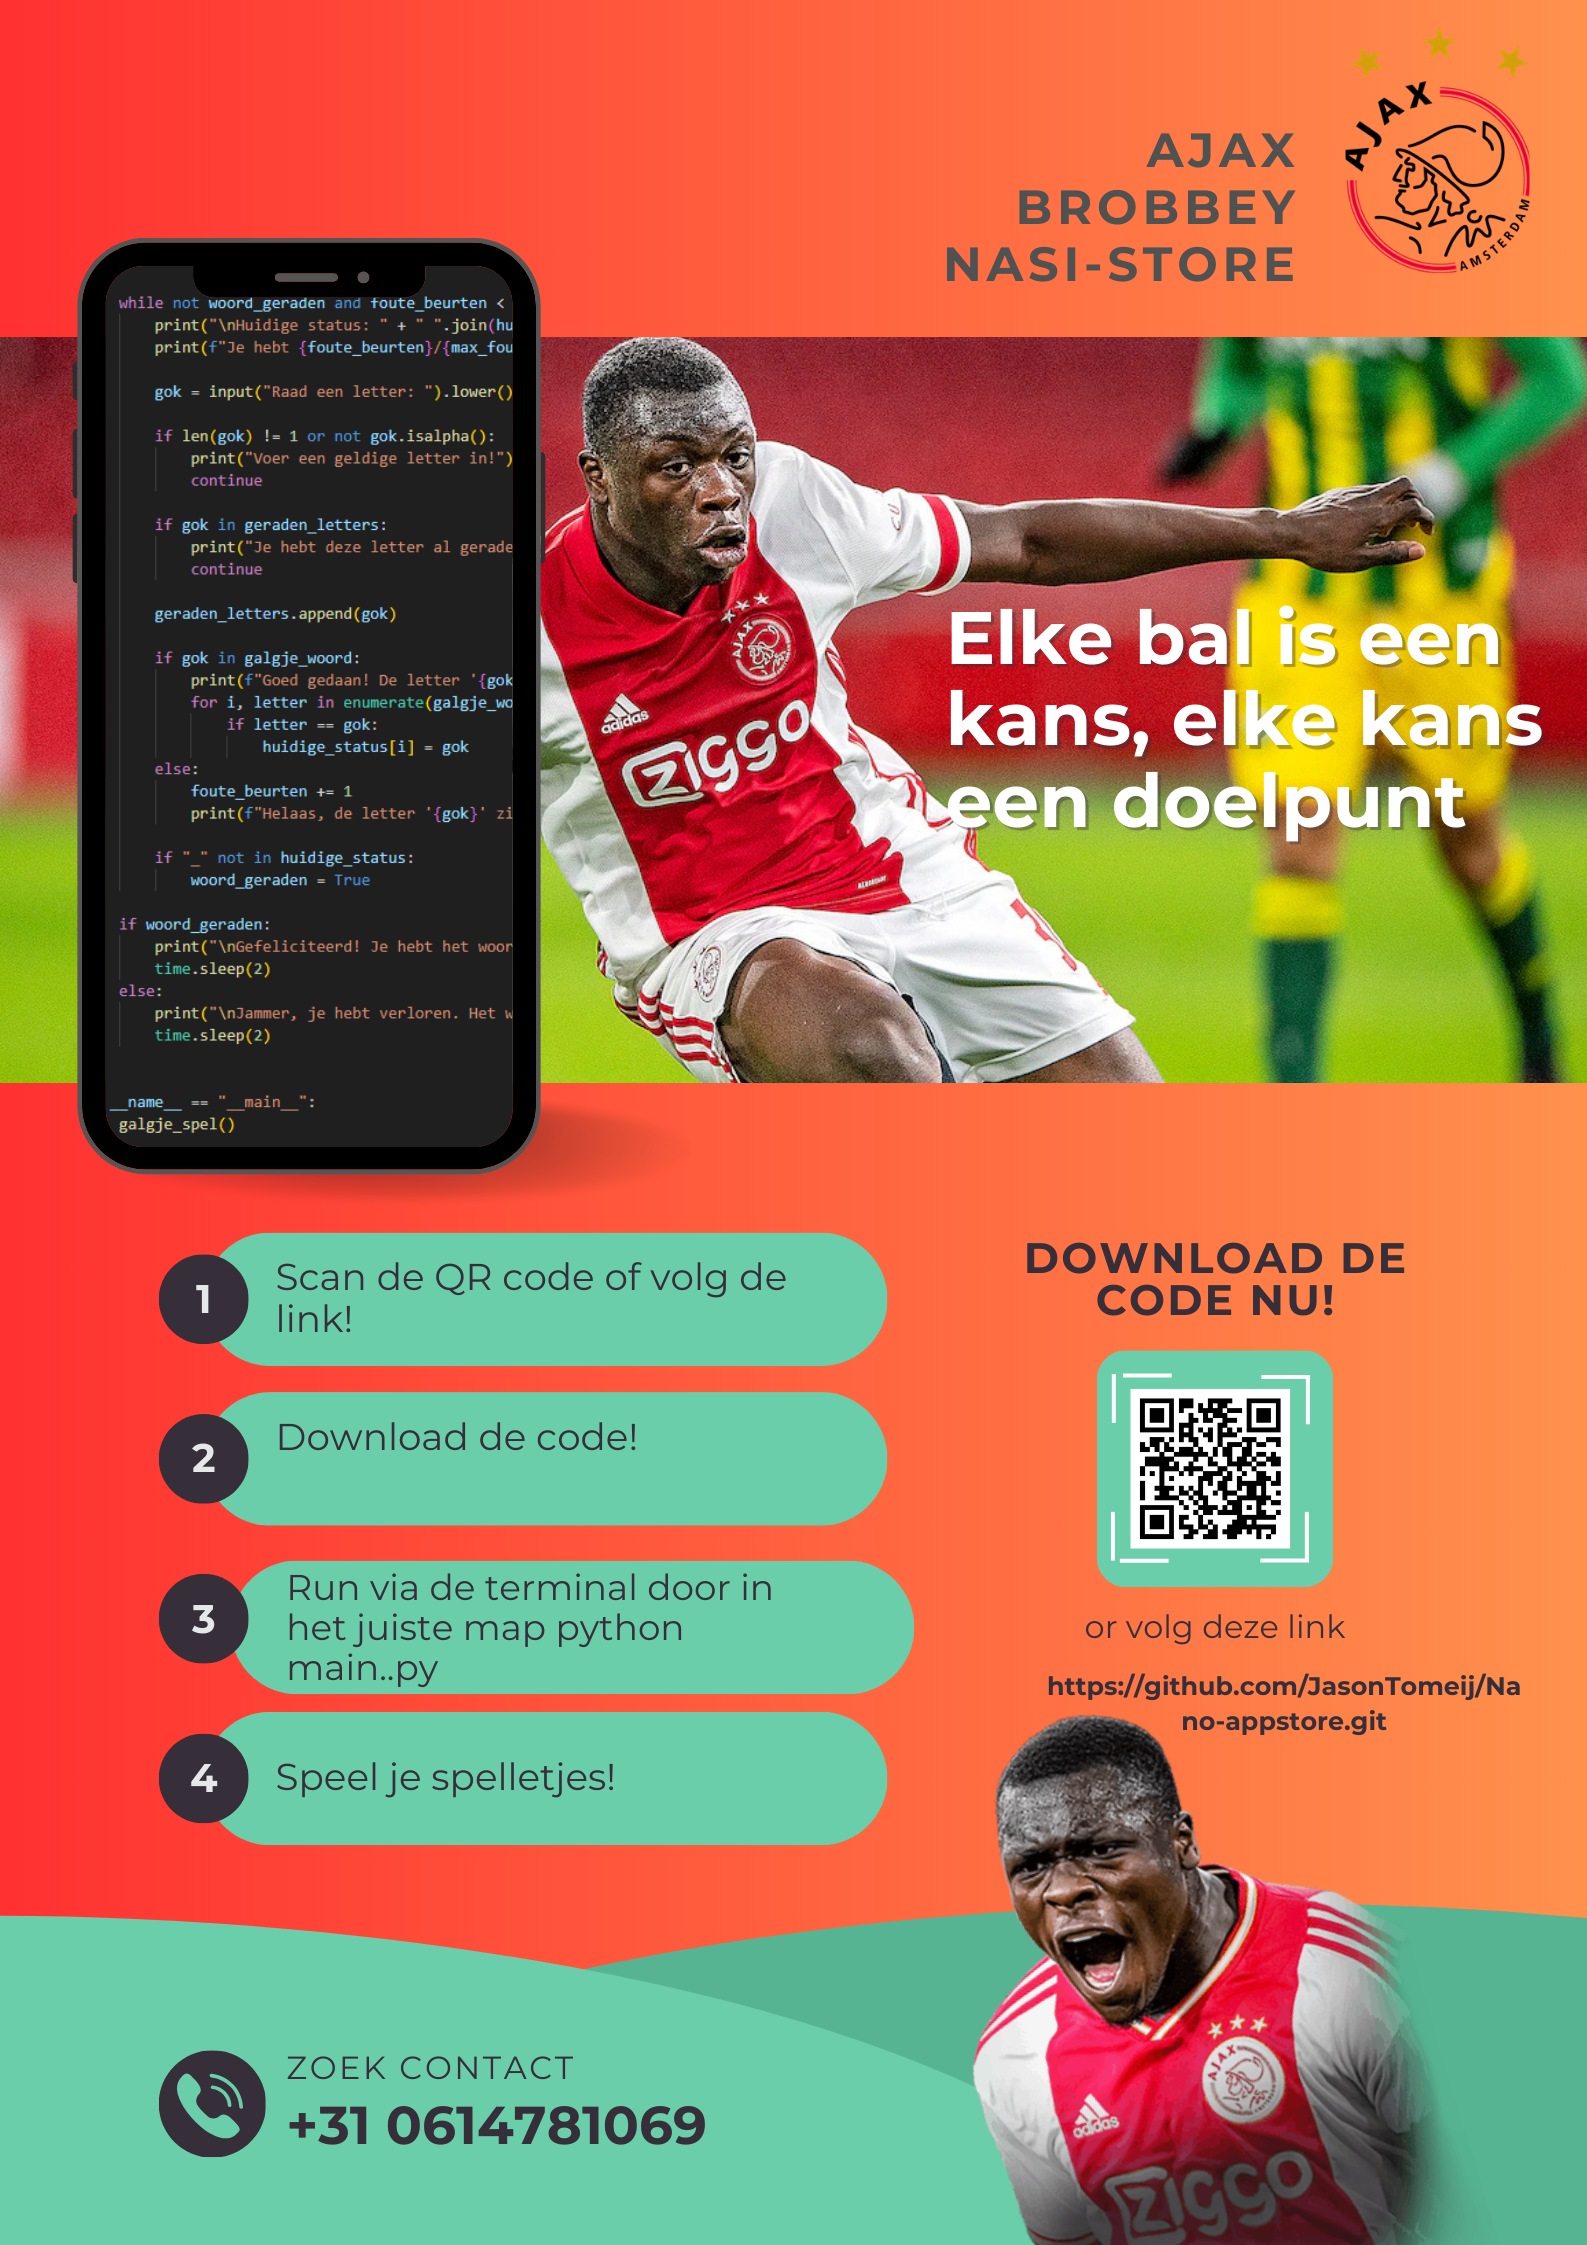 AJAX
AMSTERDAM
AJAX
BROBBEY
NASI-STORE
while not woord_geraden and foute_beurten <
print("\nHuidige status: " + " ".join(hu
print(f"Je hebt {foute_beurten}/{max_fou
gok = input("Raad een letter: ").lower()
if len(gok) != 1 or not gok.isalpha():
print("Voer een geldige letter in!")
continue
if gok in geraden_letters:
print("Je hebt deze letter al gerade
continue
geraden_letters.append(gok)
if gok in galgje_woord:
print(f"Goed gedaan! De letter '{gok
for i, letter in enumerate(galgje_wo
if letter == gok:
huidige_status[i] = gok
else:
foute_beurten += 1
print(f"Helaas, de letter '{gok}' zi
if "_" not in huidige_status:
woord_geraden = True
if woord_geraden:
print("\nGefeliciteerd! Je hebt het woor
time.sleep(2)
else:
print("\nJammer, je hebt verloren. Het w
time.sleep(2)
__name__ == "__main__":
galgje_spel()
AJAX
adidas
ziggo
Elke bal is een
kans, elke kans
een doelpunt
1
Scan de QR code of volg de
link!
2
Download de code!
3
Run via de terminal door in
het juiste map python
main..py
4
Speel je spelletjes!
DOWNLOAD DE
CODE NU!
or volg deze link
https://github.com/JasonTomeij/Na
no-appstore.git
ZOEK CONTACT
+31 0614781069
AJAX
adidas
ziggo